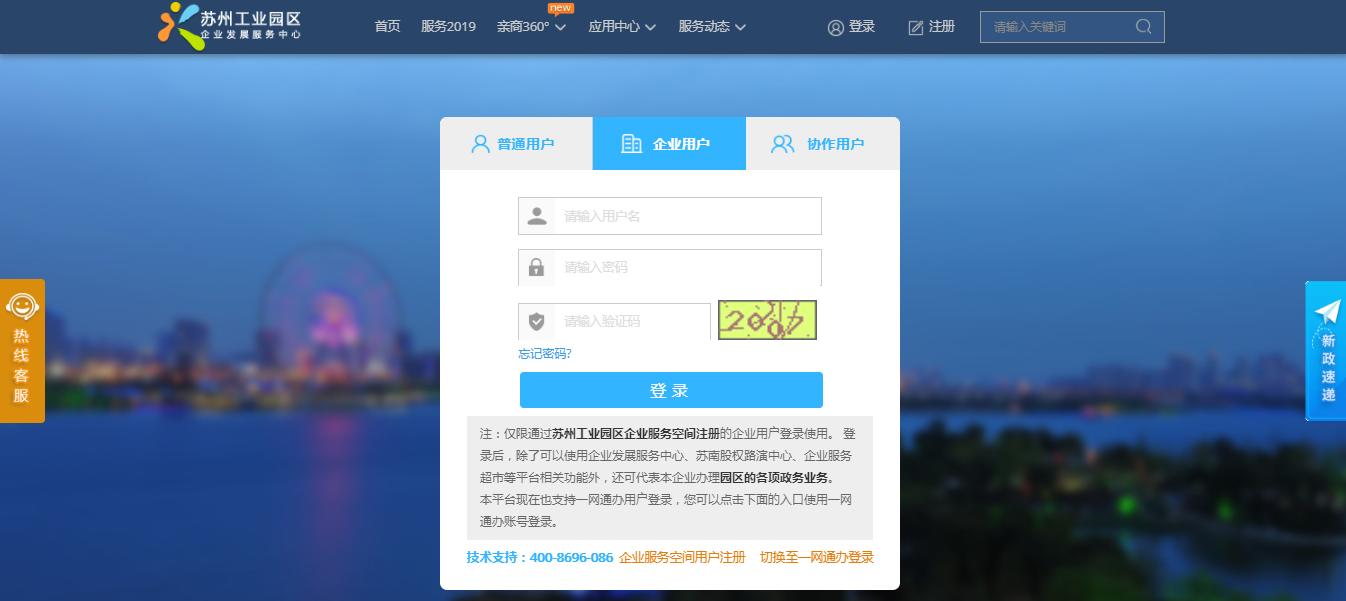 苏州工业园区
企业发展服务中心
首页 服务2019 亲商360° new 应用中心 服务动态
登录 注册 请输入关键词
普通用户 企业用户 协作用户
请输入用户名
请输入密码
请输入验证码
忘记密码?
登 录
注：仅限通过苏州工业园区企业服务空间注册的企业用户登录使用。 登
录后，除了可以使用企业发展服务中心、苏南股权路演中心、企业服务
超市等平台相关功能外，还可代表本企业办理园区的各项政务业务。
本平台现在也支持一网通办用户登录，您可以点击下面的入口使用一网
通办账号登录。
技术支持：400-8696-086 企业服务空间用户注册 切换至一网通办登录
热
线
客
服
新
政
速
递